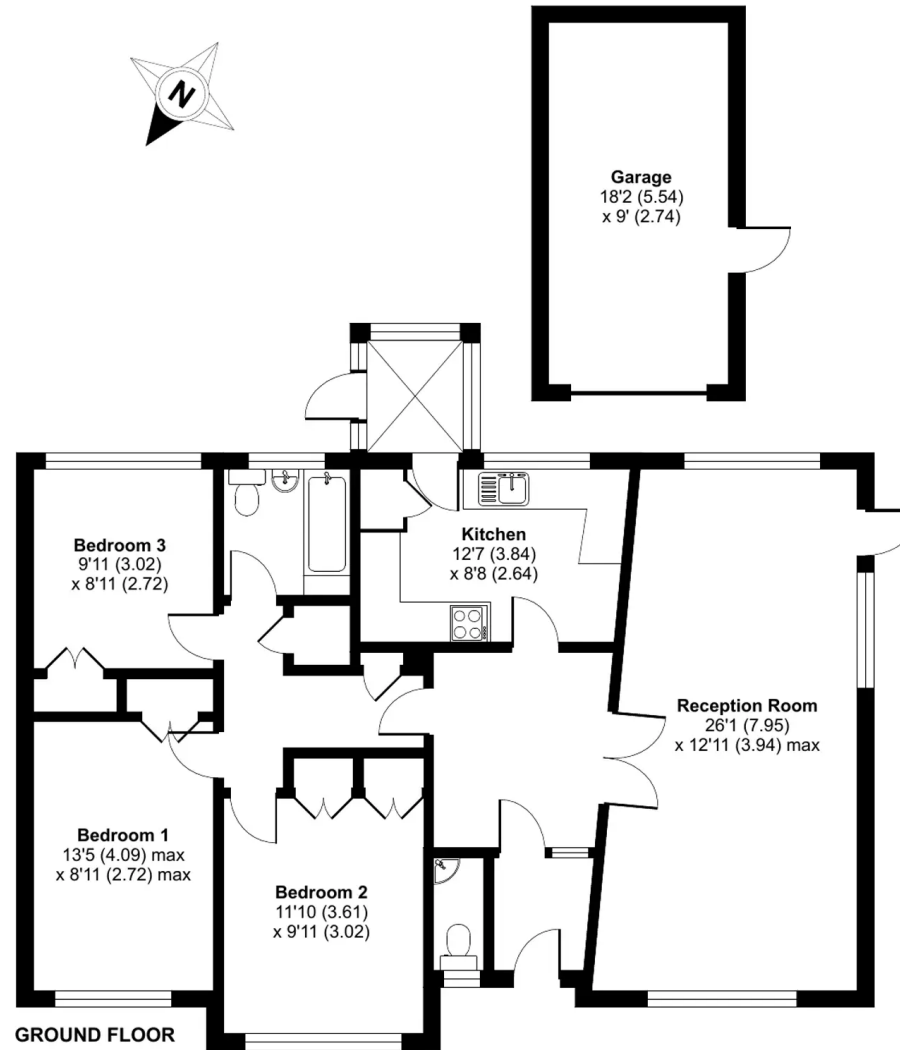 N
Garage
18'2 (5.54)
x 9' (2.74)
Kitchen
12'7 (3.84)
x 8'8 (2.64)
Bedroom 3
9'11 (3.02)
x 8'11 (2.72)
Reception Room
26'1 (7.95)
x 12'11 (3.94) max
Bedroom 1
13'5 (4.09) max
x 8'11 (2.72) max
Bedroom 2
11'10 (3.61)
x 9'11 (3.02)
GROUND FLOOR